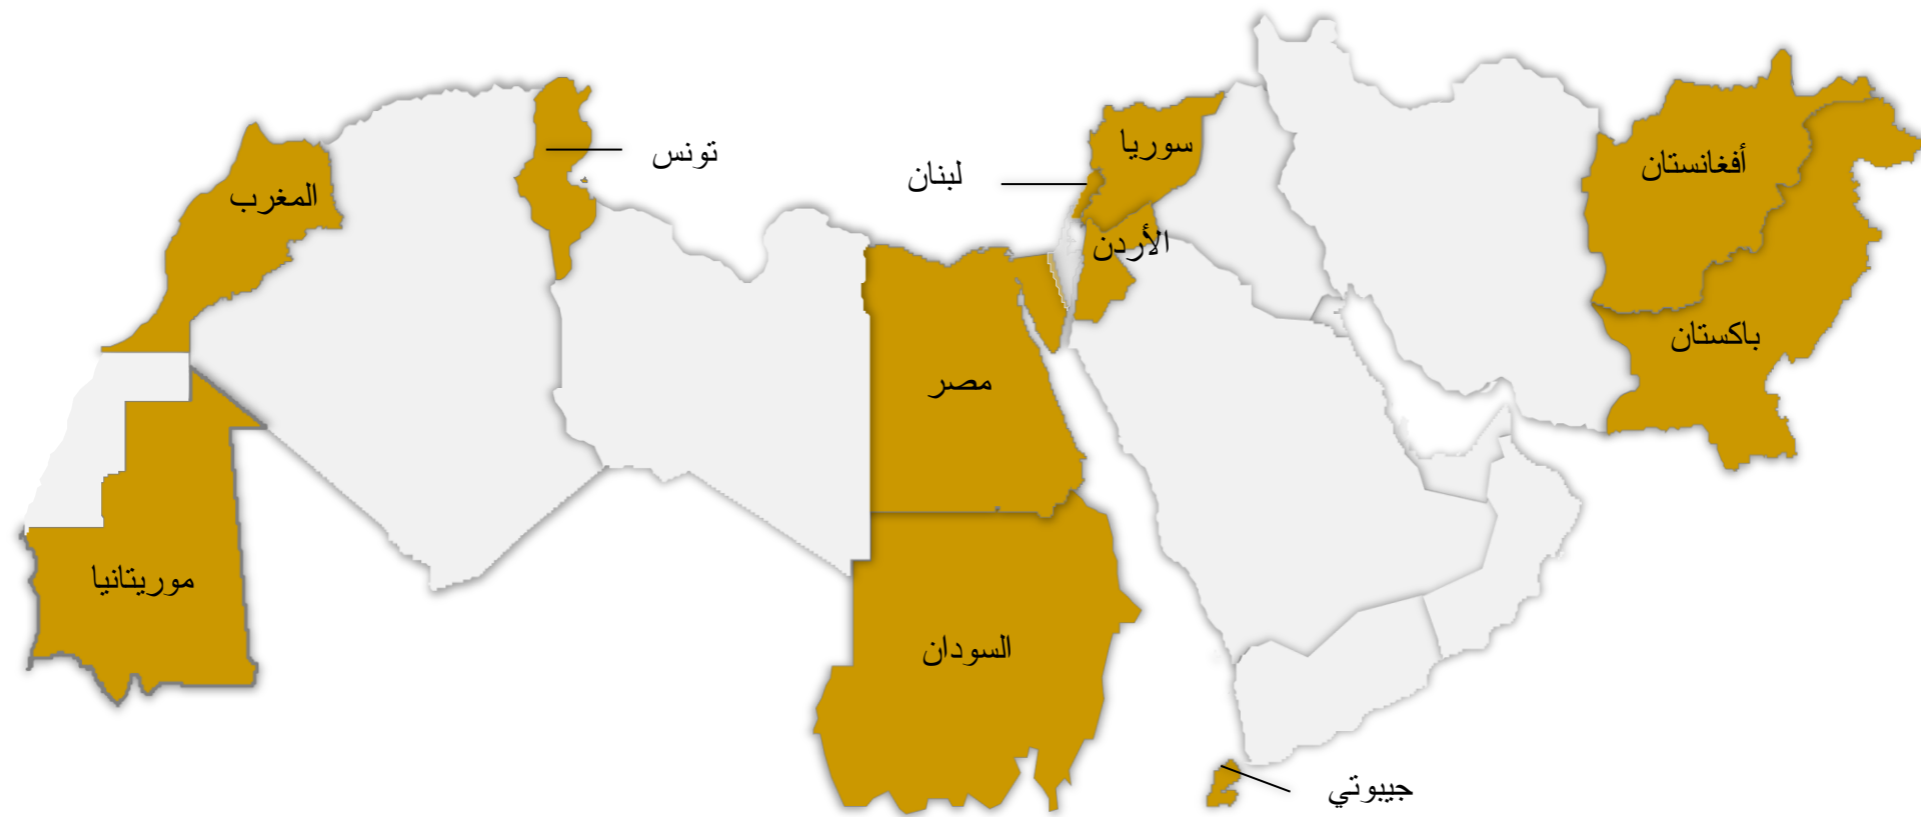 سوريا
تونس
أفغانستان
لبنان
المغرب
الأردن
باكستان
مصر
موريتانيا
السودان
جيبوتي